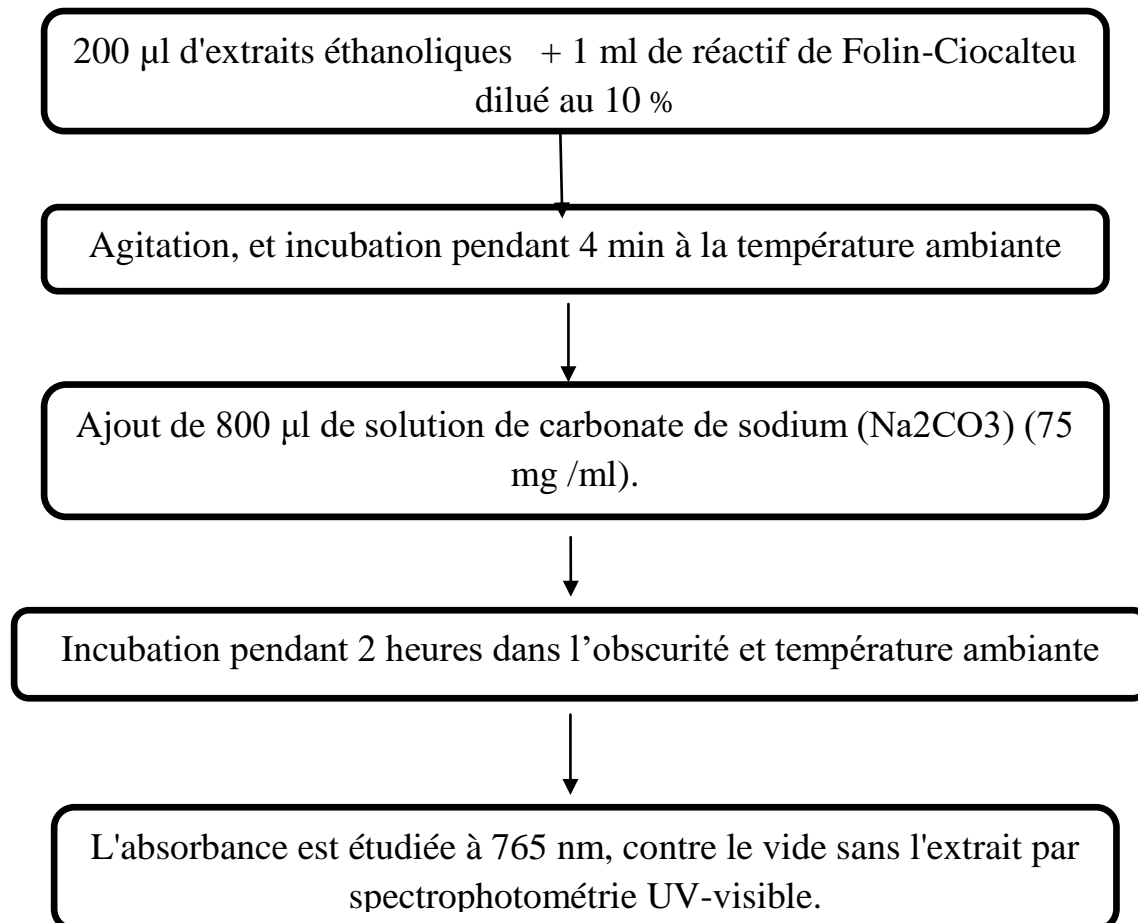 200 μl d'extraits éthanoliques + 1 ml de réactif de Folin-Ciocalteu
dilué au 10 %
Agitation, et incubation pendant 4 min à la température ambiante
Ajout de 800 μl de solution de carbonate de sodium (Na2CO3) (75
mg /ml).
Incubation pendant 2 heures dans l’obscurité et température ambiante
L'absorbance est étudiée à 765 nm, contre le vide sans l'extrait par
spectrophotométrie UV-visible.